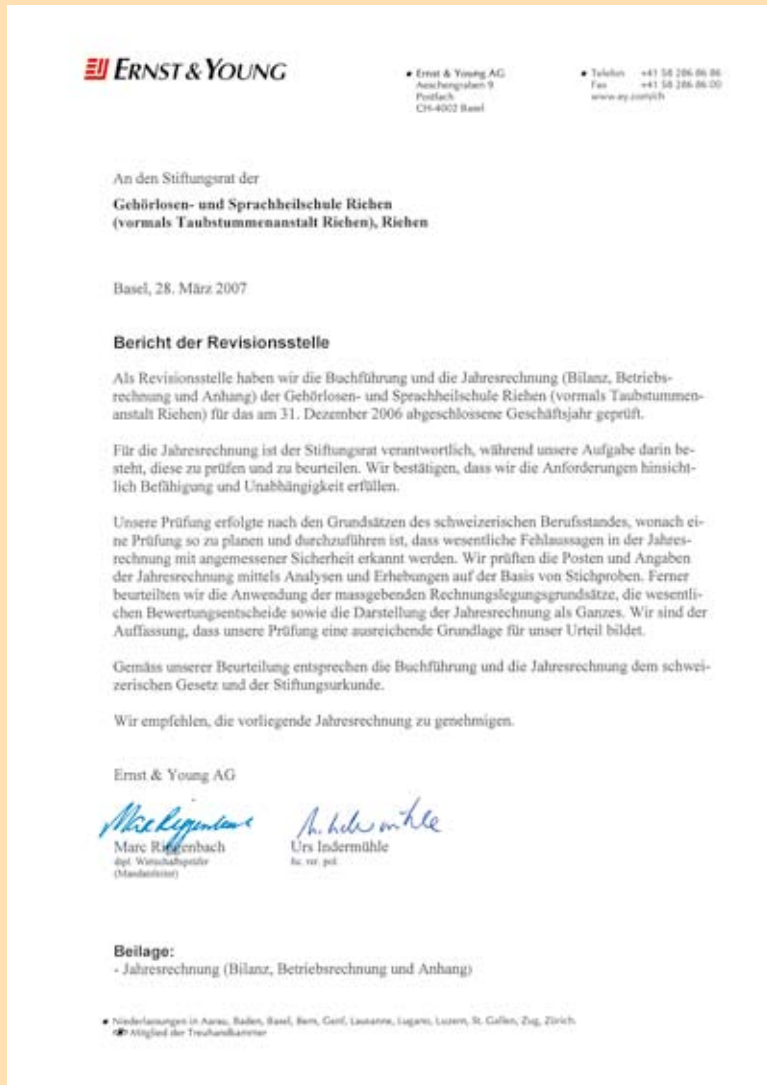 ERNST & YOUNG
Ernst & Young AG
Aeschengraben 9
Postfach
CH-4002 Basel
Telefon +41 58 286 86 86
Fax +41 58 286 86 00
www.ey.com/ch
An den Stiftungsrat der
Gehörlosen- und Sprachheilschule Riehen
(vormals Taubstummenanstalt Riehen), Riehen
Basel, 28. März 2007
Bericht der Revisionsstelle
Als Revisionsstelle haben wir die Buchführung und die Jahresrechnung (Bilanz, Betriebs-
rechnung und Anhang) der Gehörlosen- und Sprachheilschule Riehen (vormals Taubstummen-
anstalt Riehen) für das am 31. Dezember 2006 abgeschlossene Geschäftsjahr geprüft.
Für die Jahresrechnung ist der Stiftungsrat verantwortlich, während unsere Aufgabe darin be-
steht, diese zu prüfen und zu beurteilen. Wir bestätigen, dass wir die Anforderungen hinsicht-
lich Befähigung und Unabhängigkeit erfüllen.
Unsere Prüfung erfolgte nach den Grundsätzen des schweizerischen Berufsstandes, wonach ei-
ne Prüfung so zu planen und durchzuführen ist, dass wesentliche Fehlaussagen in der Jahres-
rechnung mit angemessener Sicherheit erkannt werden. Wir prüften die Posten und Angaben
der Jahresrechnung mittels Analysen und Erhebungen auf der Basis von Stichproben. Ferner
beurteilten wir die Anwendung der massgebenden Rechnungslegungsgrundsätze, die wesentli-
chen Bewertungsentscheide sowie die Darstellung der Jahresrechnung als Ganzes. Wir sind der
Auffassung, dass unsere Prüfung eine ausreichende Grundlage für unser Urteil bildet.
Gemäss unserer Beurteilung entsprechen die Buchführung und die Jahresrechnung dem schwei-
zerischen Gesetz und der Stiftungsurkunde.
Wir empfehlen, die vorliegende Jahresrechnung zu genehmigen.
Ernst & Young AG
Marc Riggenbach Urs Indermühle
dipl. Wirtschaftsprüfer lic. rer. pol.
(Mandatsleiter)
Beilage:
- Jahresrechnung (Bilanz, Betriebsrechnung und Anhang)
Niederlassungen in Aarau, Baden, Basel, Bern, Genf, Lausanne, Lugano, Luzern, St. Gallen, Zug, Zürich.
Mitglied der Treuhandkammer